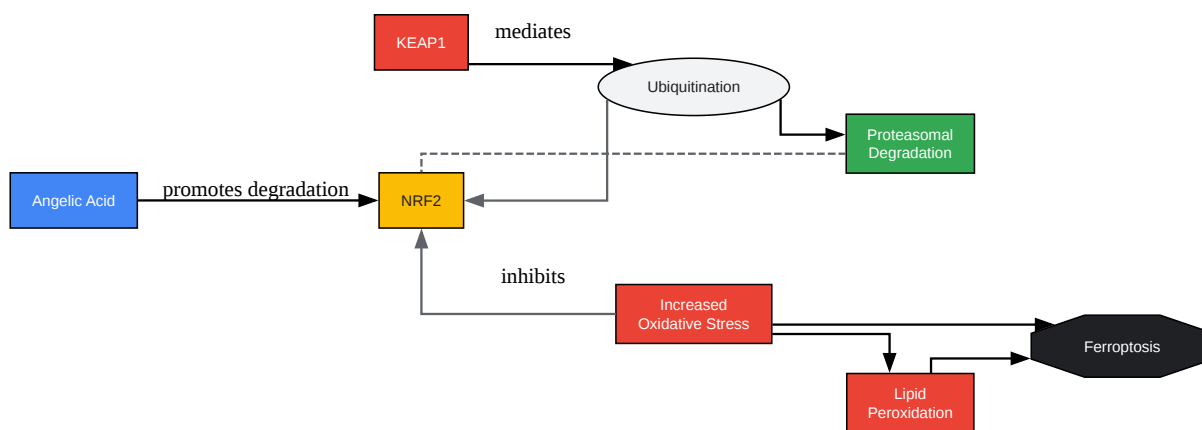 KEAP1
mediates
Ubiquitination
Proteasomal
Degradation
Angelic Acid
promotes degradation
NRF2
inhibits
Increased
Oxidative Stress
Ferroptosis
Lipid
Peroxidation